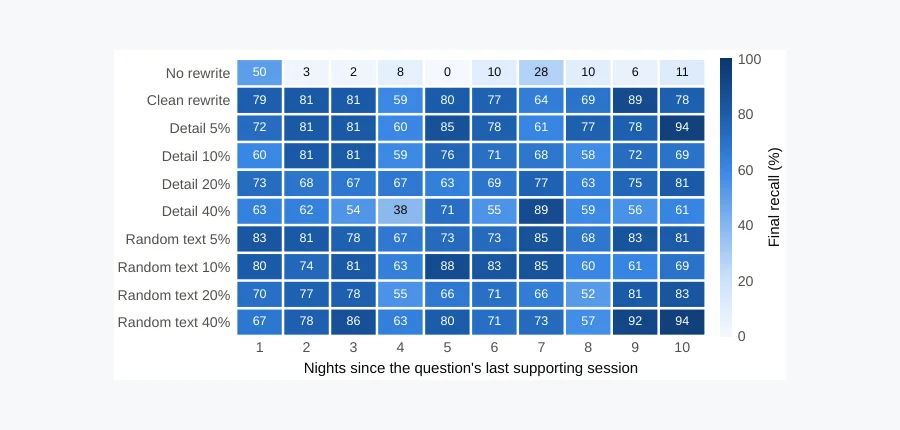 No rewrite 50 3 2 8 0 10 28 10 6 11
Clean rewrite 79 81 81 59 80 77 64 69 89 78
Detail 5% 72 81 81 60 85 78 61 77 78 94
Detail 10% 60 81 81 59 76 71 68 58 72 69
Detail 20% 73 68 67 67 63 69 77 63 75 81
Detail 40% 63 62 54 38 71 55 89 59 56 61
Random text 5% 83 81 78 67 73 73 85 68 83 81
Random text 10% 80 74 81 63 88 83 85 60 61 69
Random text 20% 70 77 78 55 66 71 66 52 81 83
Random text 40% 67 78 86 63 80 71 73 57 92 94
1 2 3 4 5 6 7 8 9 10
Nights since the question's last supporting session
100
80
60
40
20
0
Final recall (%)